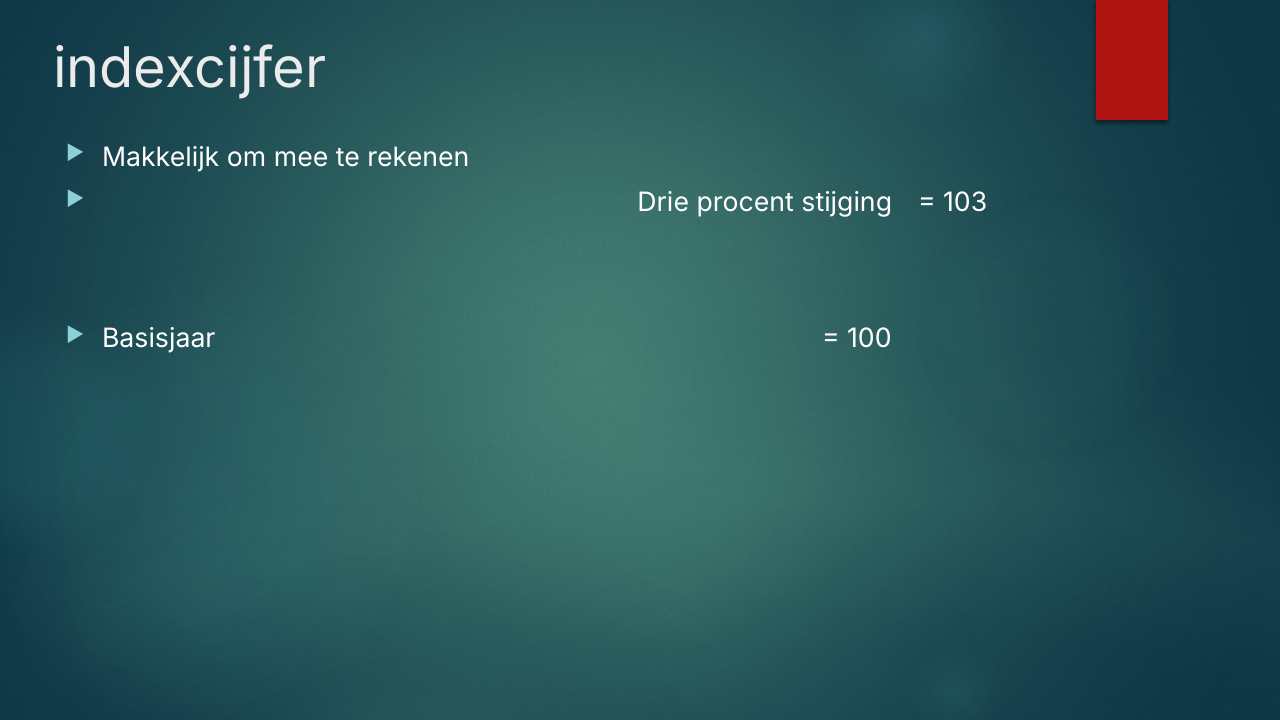 indexcijfer
Makkelijk om mee te rekenen
Drie procent stijging = 103
Basisjaar = 100